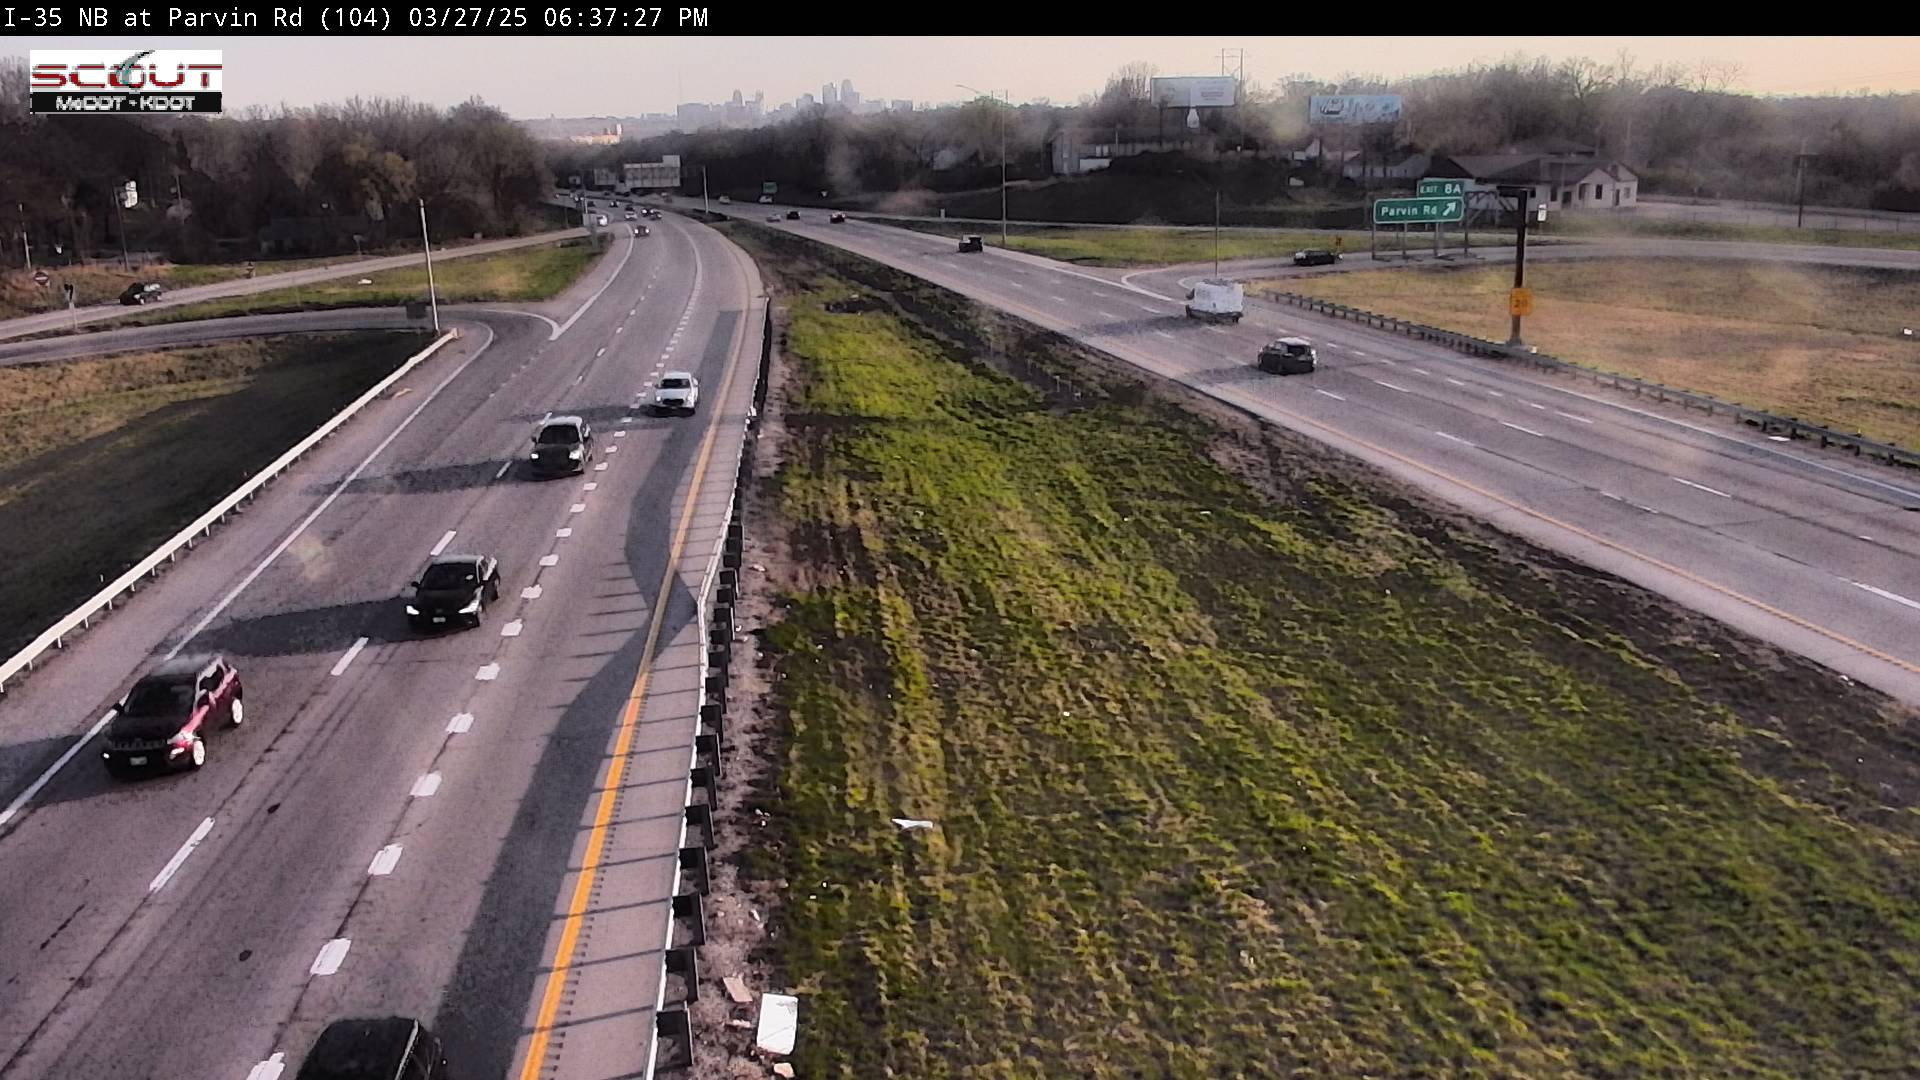 I-35 NB at Parvin Rd (104) 03/27/25 06:37:27 PM
SCOUT
MoDOT - KDOT
EXIT 8A
Parvin Rd